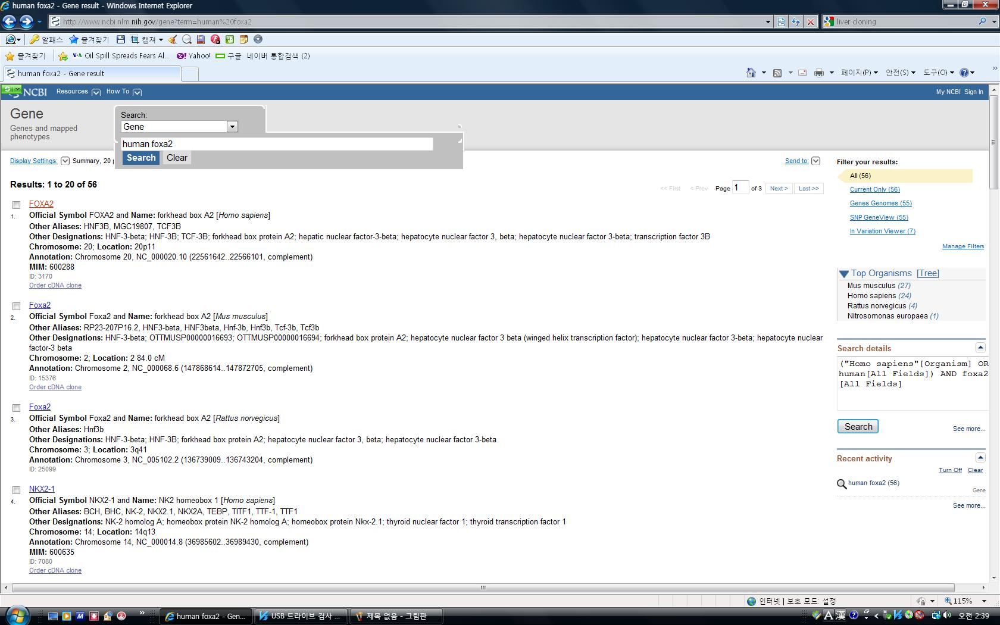 human foxa2 - Gene result - Windows Internet Explorer
http://www.ncbi.nlm.nih.gov/gene?term=human%20foxa2
liver cloning
알패스 즐겨찾기 캡쳐
즐겨찾기 VOA Oil Spill Spreads Fears Al... Yahoo! 구글 네이버 통합검색 (2)
human foxa2 - Gene result
페이지(P) 안전(S) 도구(O)
NCBI Resources How To
My NCBI Sign In
Gene
Genes and mapped
phenotypes
Search:
Gene
human foxa2
Search Clear
Display Settings: Summary, 20 p
Send to:
Results: 1 to 20 of 56
<< First < Prev Page 1 of 3 Next > Last >>
FOXA2
1. Official Symbol FOXA2 and Name: forkhead box A2 [Homo sapiens]
Other Aliases: HNF3B, MGC19807, TCF3B
Other Designations: HNF-3-beta; HNF-3B; TCF-3B; forkhead box protein A2; hepatic nuclear factor-3-beta; hepatocyte nuclear factor 3, beta; hepatocyte nuclear factor 3-beta; transcription factor 3B
Chromosome: 20; Location: 20p11
Annotation: Chromosome 20, NC_000020.10 (22561642..22566101, complement)
MIM: 600288
ID: 3170
Order cDNA clone
Foxa2
2. Official Symbol Foxa2 and Name: forkhead box A2 [Mus musculus]
Other Aliases: RP23-207P16.2, HNF3-beta, HNF3beta, Hnf-3b, Hnf3b, Tcf-3b, Tcf3b
Other Designations: HNF-3-beta; OTTMUSP00000016693; OTTMUSP00000016694; forkhead box protein A2; hepatocyte nuclear factor 3 beta (winged helix transcription factor); hepatocyte nuclear factor 3-beta; hepatocyte nuclear
factor-3 beta
Chromosome: 2; Location: 2 84.0 cM
Annotation: Chromosome 2, NC_000068.6 (147868614..147872705, complement)
ID: 15376
Order cDNA clone
Foxa2
3. Official Symbol Foxa2 and Name: forkhead box A2 [Rattus norvegicus]
Other Aliases: Hnf3b
Other Designations: HNF-3-beta; HNF-3B; forkhead box protein A2; hepatocyte nuclear factor 3, beta; hepatocyte nuclear factor 3-beta
Chromosome: 3; Location: 3q41
Annotation: Chromosome 3, NC_005102.2 (136739009..136743204, complement)
ID: 25099
NKX2-1
4. Official Symbol NKX2-1 and Name: NK2 homeobox 1 [Homo sapiens]
Other Aliases: BCH, BHC, NK-2, NKX2.1, NKX2A, TEBP, TITF1, TTF-1, TTF1
Other Designations: NK-2 homolog A; homeobox protein NK-2 homolog A; homeobox protein Nkx-2.1; thyroid nuclear factor 1; thyroid transcription factor 1
Chromosome: 14; Location: 14q13
Annotation: Chromosome 14, NC_000014.8 (36985602..36989430, complement)
MIM: 600635
ID: 7080
Order cDNA clone
Filter your results:
All (56)
Current Only (56)
Genes Genomes (55)
SNP GeneView (55)
In Variation Viewer (7)
Manage Filters
Top Organisms [Tree]
Mus musculus (27)
Homo sapiens (24)
Rattus norvegicus (4)
Nitrosomonas europaea (1)
Search details
("Homo sapiens"[Organism] OR
human[All Fields]) AND foxa2
[All Fields]
Search See more...
Recent activity
Turn Off Clear
human foxa2 (56)
Gene
See more...
인터넷 | 보호 모드: 설정 115%
human foxa2 - Gen... USB 드라이브 검사 ... 제목 없음 - 그림판 A 漢 오전 2:39